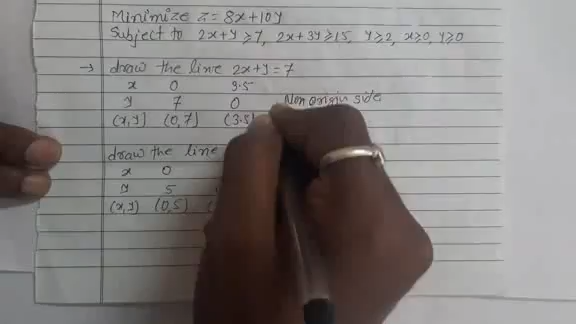 Minimize z = 8x+10y
Subject to 2x+y ≥ 7, 2x+3y ≥ 15, y ≥ 2, x ≥ 0, y ≥ 0
→ draw the line 2x+y = 7
x 0 3.5
y 7 0 Non origin side
(x,y) (0,7) (3.5,
draw the line
x 0
y 5
(x,y) (0,5) (